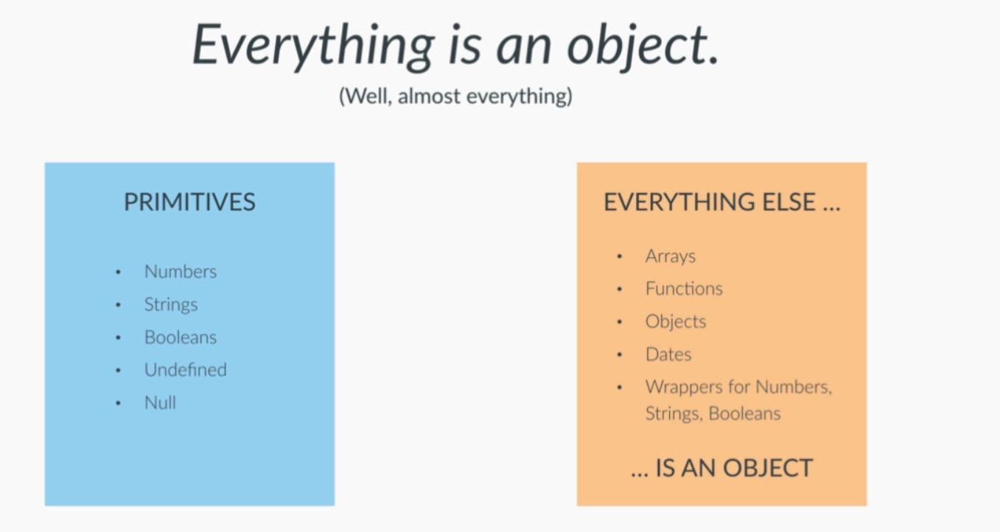 Everything is an object.
(Well, almost everything)
PRIMITIVES
• Numbers
• Strings
• Booleans
• Undefined
• Null
EVERYTHING ELSE ...
• Arrays
• Functions
• Objects
• Dates
• Wrappers for Numbers,
Strings, Booleans
... IS AN OBJECT